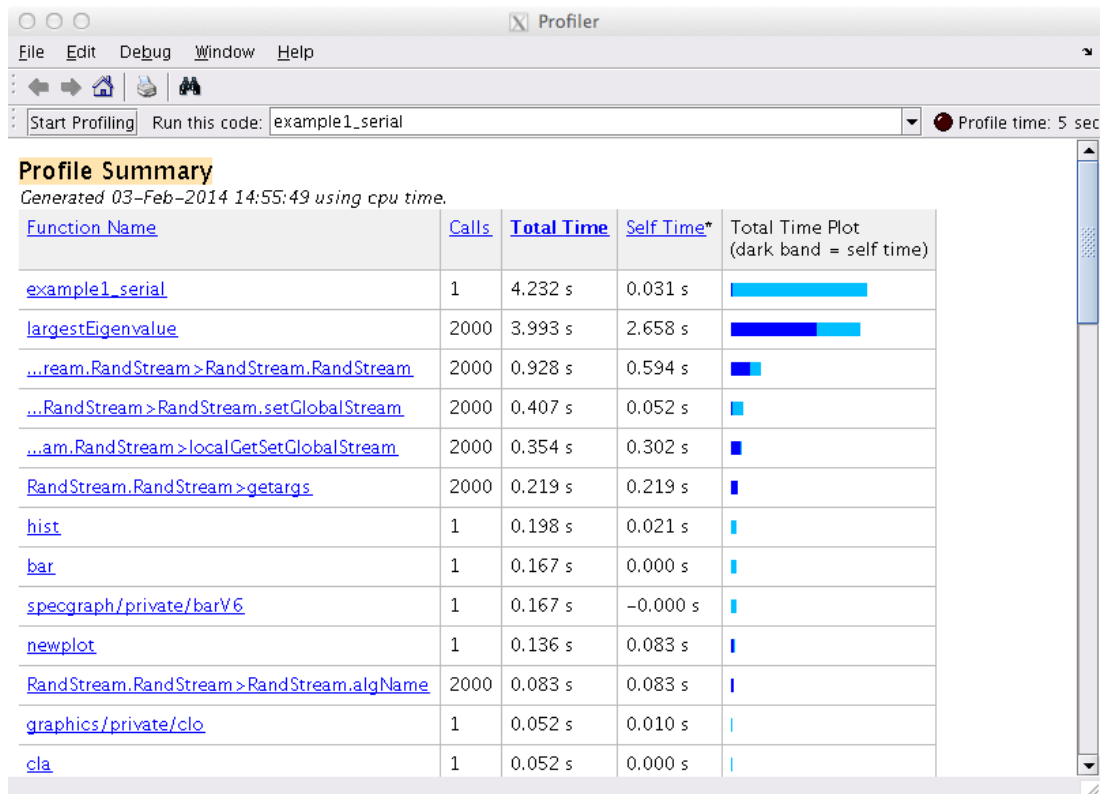 Profiler
File Edit Debug Window Help
Start Profiling Run this code: example1_serial Profile time: 5 sec
Profile Summary
Generated 03-Feb-2014 14:55:49 using cpu time.
Function Name Calls Total Time Self Time* Total Time Plot
(dark band = self time)
example1_serial 1 4.232 s 0.031 s
largestEigenvalue 2000 3.993 s 2.658 s
...ream.RandStream>RandStream.RandStream 2000 0.928 s 0.594 s
...RandStream>RandStream.setGlobalStream 2000 0.407 s 0.052 s
...am.RandStream>localGetSetGlobalStream 2000 0.354 s 0.302 s
RandStream.RandStream>getargs 2000 0.219 s 0.219 s
hist 1 0.198 s 0.021 s
bar 1 0.167 s 0.000 s
specgraph/private/barV6 1 0.167 s -0.000 s
newplot 1 0.136 s 0.083 s
RandStream.RandStream>RandStream.algName 2000 0.083 s 0.083 s
graphics/private/clo 1 0.052 s 0.010 s
cla 1 0.052 s 0.000 s